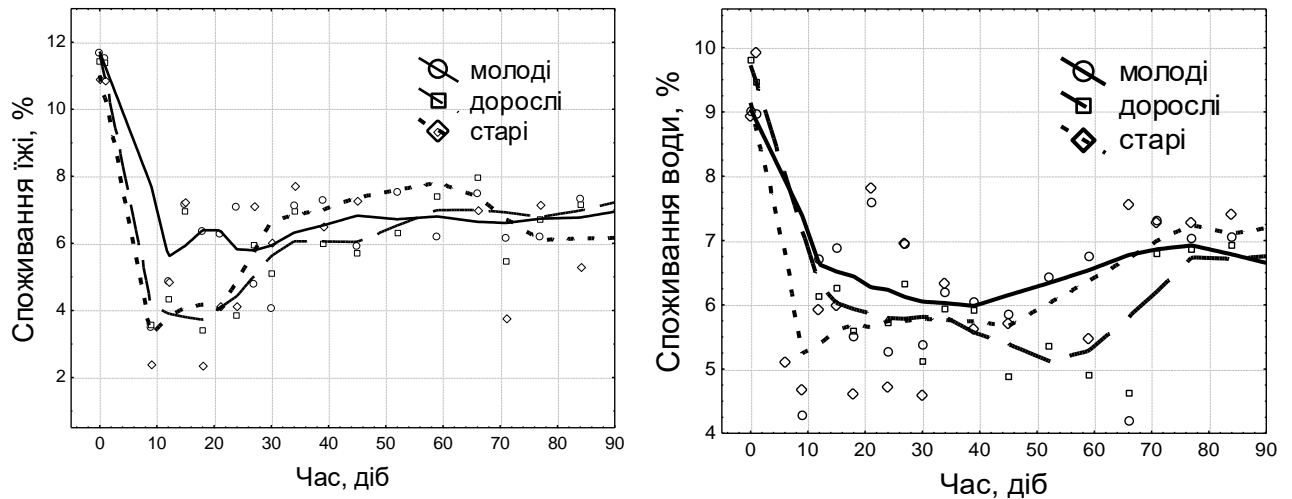 Споживання їжі, %
12
10
8
6
4
2
молоді
дорослі
старі
0 10 20 30 40 50 60 70 80 90
Час, діб
Споживання води, %
10
9
8
7
6
5
4
молоді
дорослі
старі
0 10 20 30 40 50 60 70 80 90
Час, діб